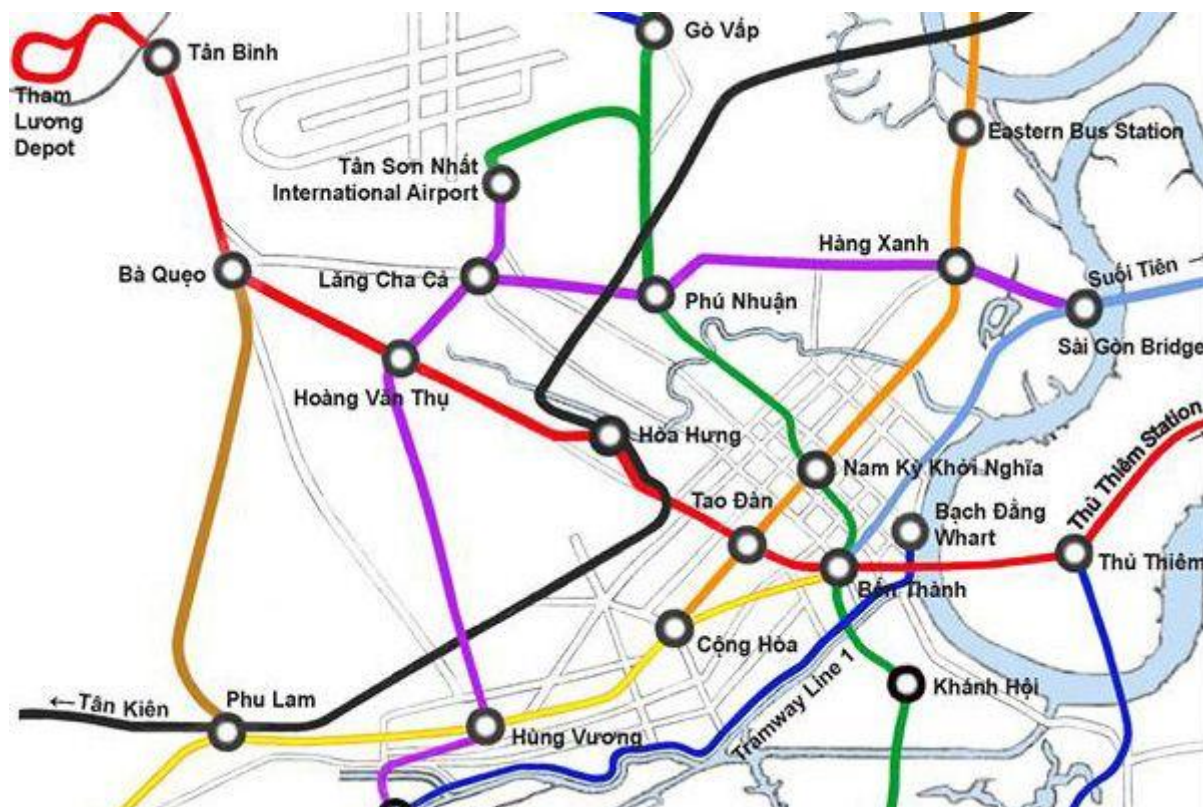 Gò Vấp
Tân Bình
Tham
Lương
Depot
Eastern Bus Station
Tân Sơn Nhất
International Airport
Hàng Xanh
Bà Quẹo
Lăng Cha Cả
Suối Tiên →
Phú Nhuận
Sài Gòn Bridge
Hoàng Văn Thụ
Hòa Hưng
Thủ Thiêm Station
Nam Kỳ Khởi Nghĩa
Tao Đàn
Bạch Đằng
Whart
Thủ Thiêm
Bến Thành
Cộng Hòa
Khánh Hội
Phu Lam
← Tân Kiên
Hùng Vương
Tramway Line 1